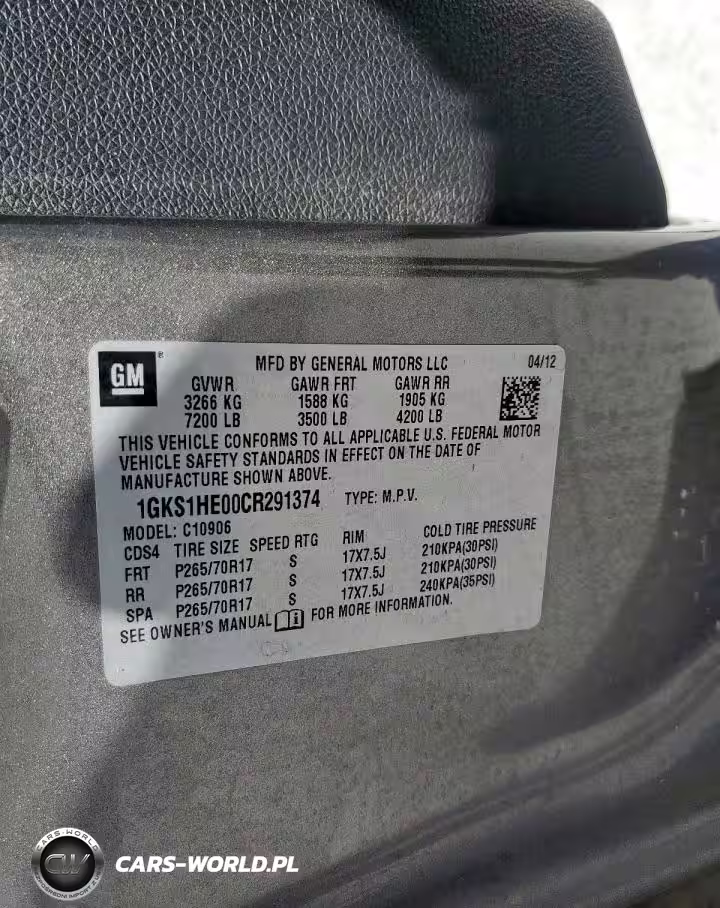 GM ®
MFD BY GENERAL MOTORS LLC 04/12
GVWR GAWR FRT GAWR RR
3266 KG 1588 KG 1905 KG
7200 LB 3500 LB 4200 LB
THIS VEHICLE CONFORMS TO ALL APPLICABLE U.S. FEDERAL MOTOR
VEHICLE SAFETY STANDARDS IN EFFECT ON THE DATE OF
MANUFACTURE SHOWN ABOVE.
1GKS1HE00CR291374 TYPE: M.P.V.
MODEL: C10906
CDS4 TIRE SIZE SPEED RTG RIM COLD TIRE PRESSURE
FRT P265/70R17 S 17X7.5J 210KPA(30PSI)
RR P265/70R17 S 17X7.5J 210KPA(30PSI)
SPA P265/70R17 S 17X7.5J 240KPA(35PSI)
SEE OWNER'S MANUAL i FOR MORE INFORMATION.
CARS-WORLD
CW
CARS-WORLD.PL